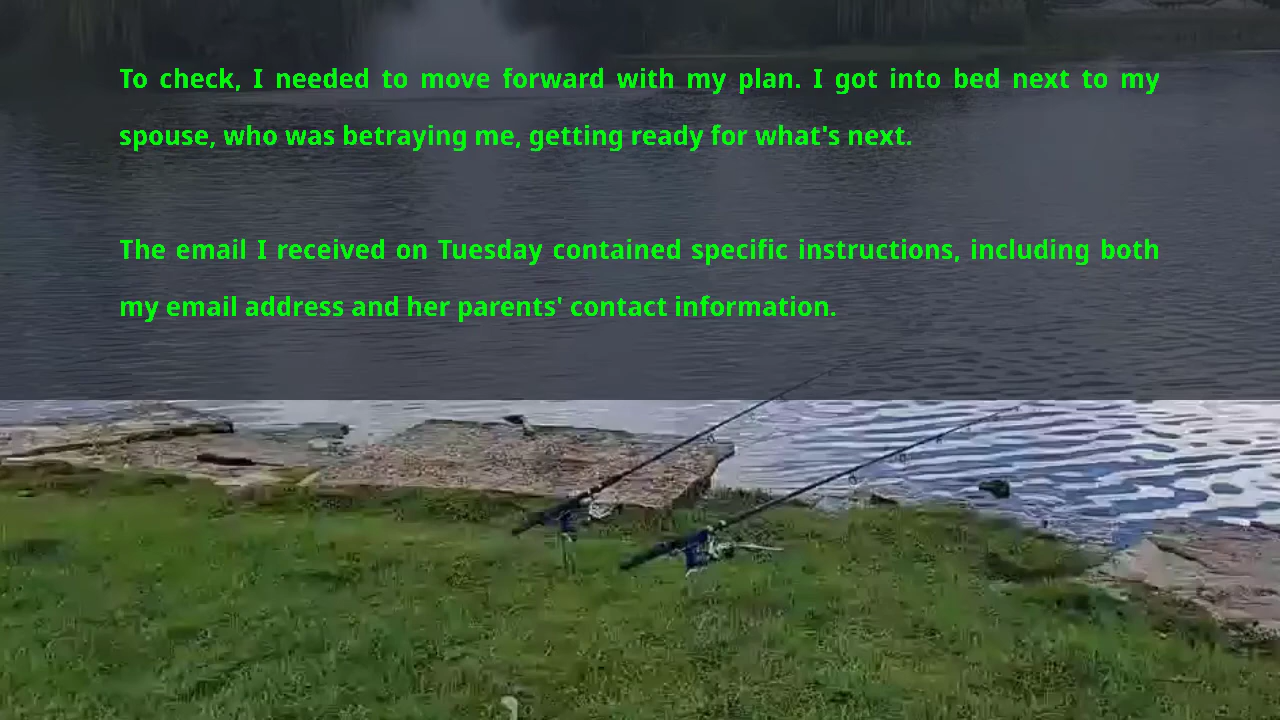 To check, I needed to move forward with my plan. I got into bed next to my
spouse, who was betraying me, getting ready for what's next.
The email I received on Tuesday contained specific instructions, including both
my email address and her parents' contact information.